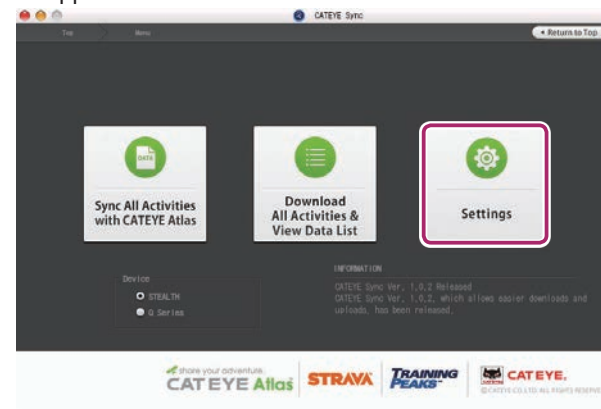 CATEYE Sync
Top
Menu
Return to Top
DATA
Sync All Activities
with CATEYE Atlas
Download
All Activities &
View Data List
Settings
Device
STEALTH
Q Series
INFORMATION
CATEYE Sync Ver. 1.0.2 Released
CATEYE Sync Ver. 1.0.2, which allows easier downloads and
uploads, has been released.
share your adventure.
CATEYE Atlas
STRAVA
TRAINING
PEAKS
CATEYE.